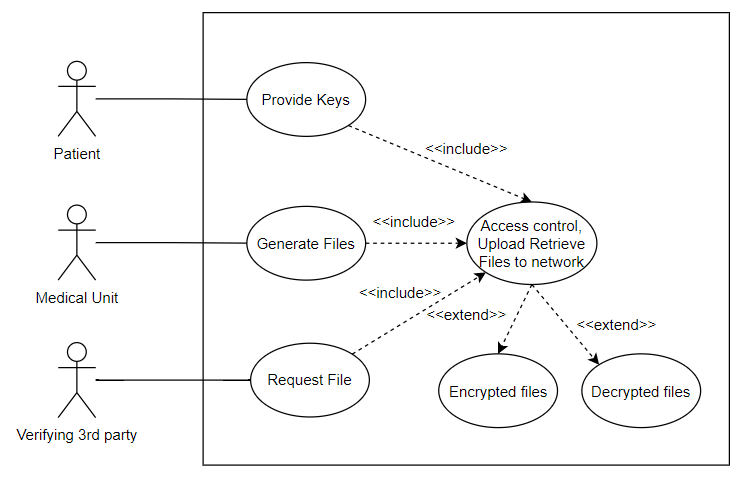 Provide Keys
Patient
<<include>>
Access control,
Upload Retrieve
Files to network
<<include>>
Generate Files
Medical Unit
<<include>>
<<extend>>
<<extend>>
Request File
Encrypted files
Decrypted files
Verifying 3rd party